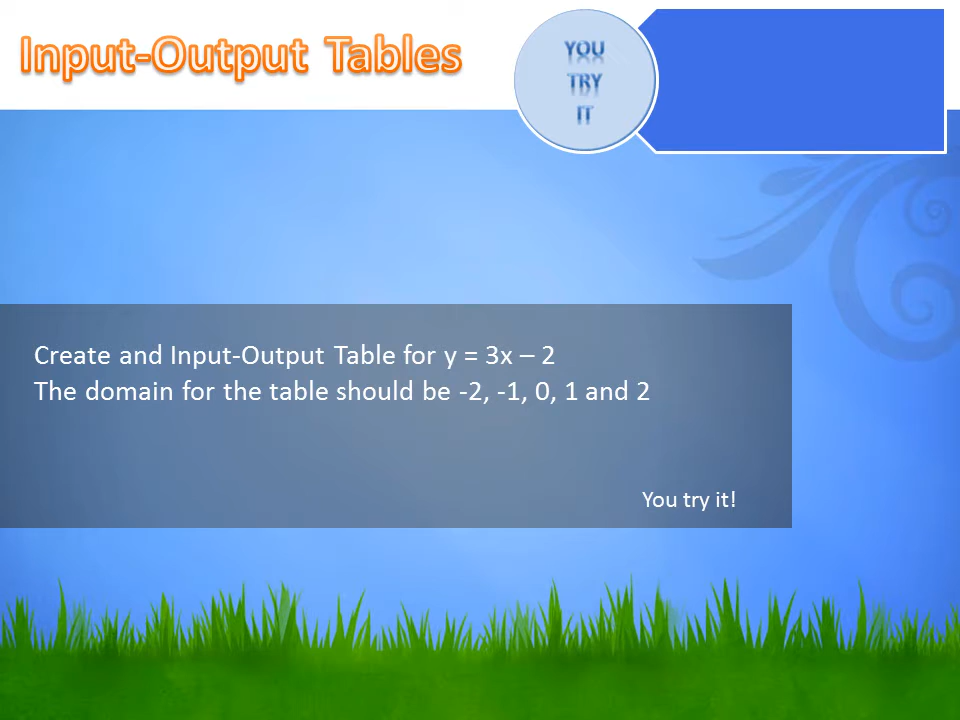 Input-Output Tables
YOU
TRY
IT
Create and Input-Output Table for y = 3x – 2
The domain for the table should be -2, -1, 0, 1 and 2
You try it!